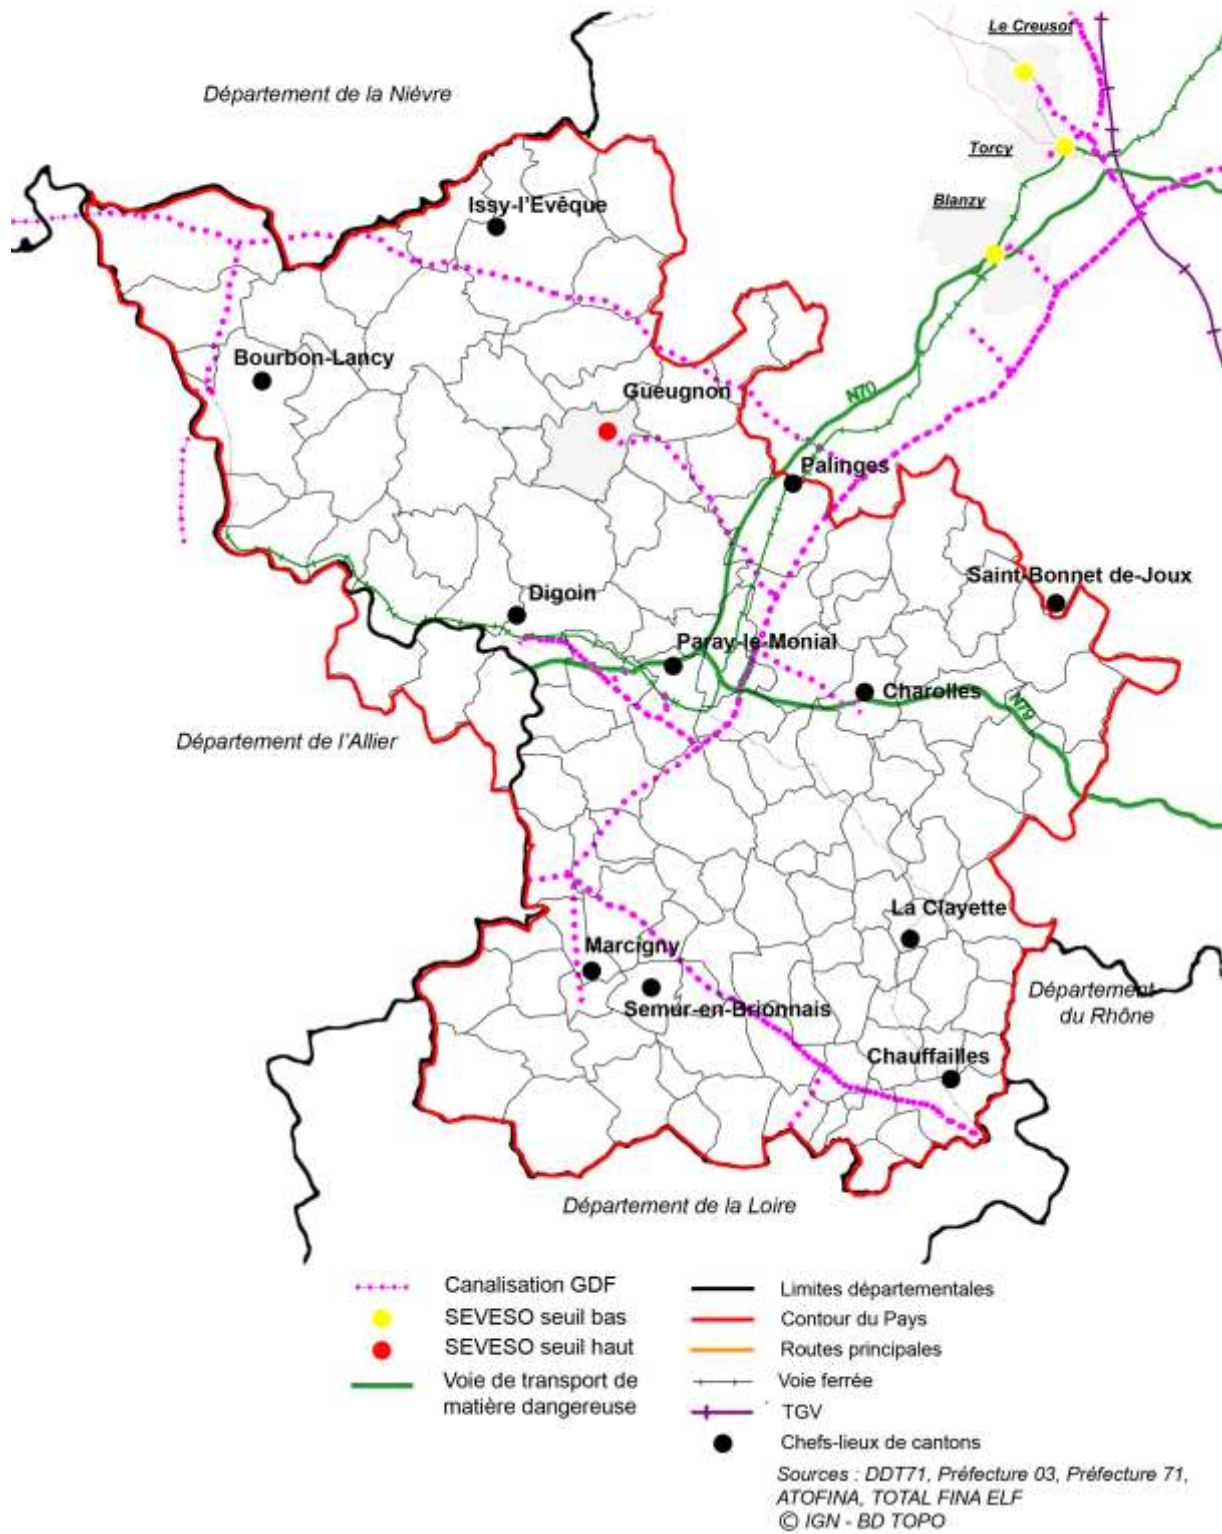 Le Creusot
Département de la Nièvre
Torcy
Issy-l'Evêque
Blanzy
Bourbon-Lancy
Gueugnon
N70
Palinges
Saint-Bonnet de-Joux
Digoin
Paray-le-Monial
Charolles
N79
Département de l'Allier
La Clayette
Marcigny
Département
du Rhône
Semur-en-Brionnais
Chauffailles
Département de la Loire
Canalisation GDF
SEVESO seuil bas
SEVESO seuil haut
Voie de transport de
matière dangereuse
Limites départementales
Contour du Pays
Routes principales
Voie ferrée
TGV
Chefs-lieux de cantons
Sources : DDT71, Préfecture 03, Préfecture 71,
ATOFINA, TOTAL FINA ELF
© IGN - BD TOPO